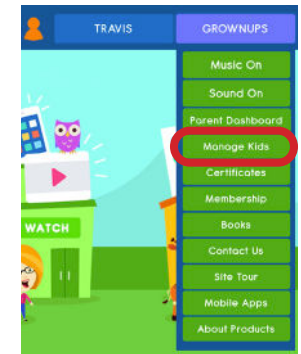 TRAVIS
GROWNUPS
Music On
Sound On
Parent Dashboard
Manage Kids
Certificates
Membership
Books
Contact Us
Site Tour
Mobile Apps
About Products
WATCH